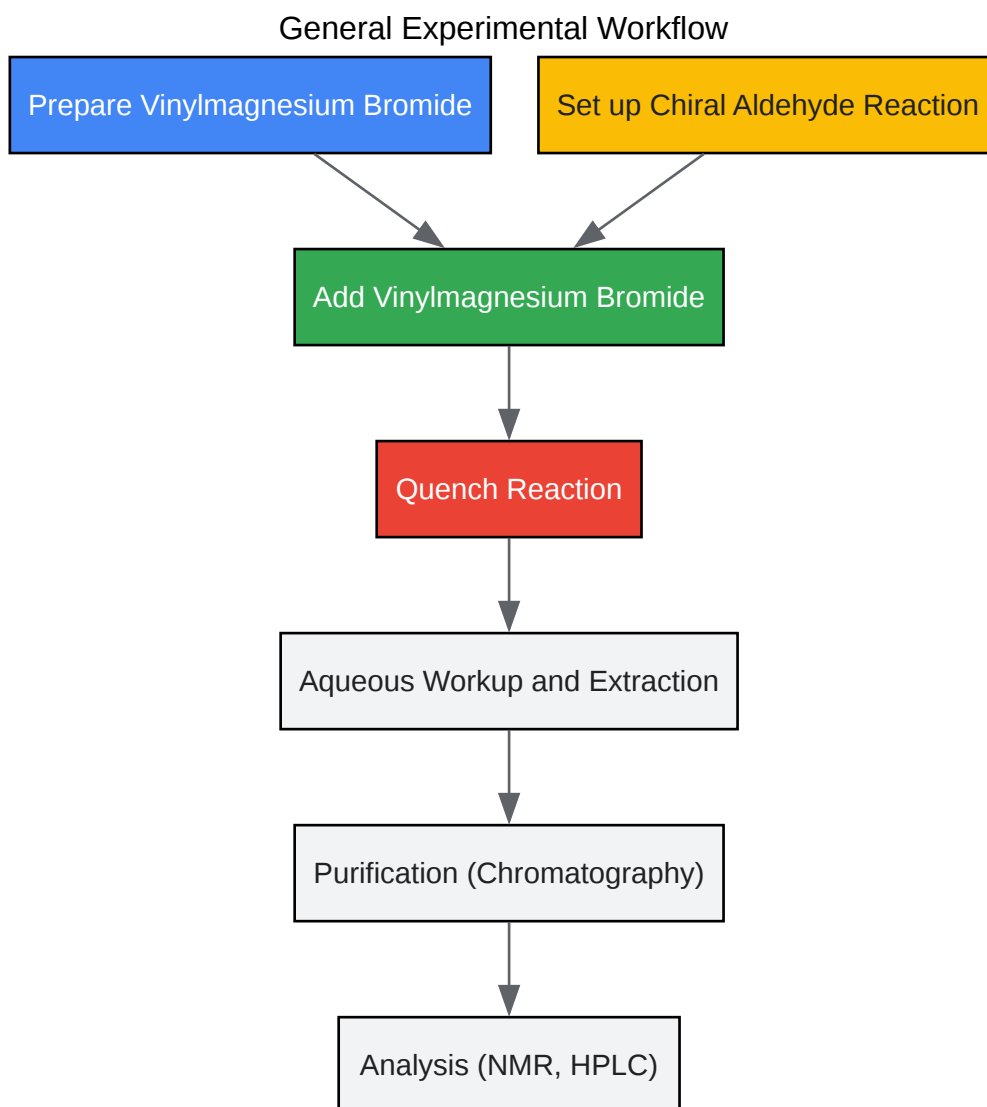 General Experimental Workflow
Prepare Vinylmagnesium Bromide
Set up Chiral Aldehyde Reaction
Add Vinylmagnesium Bromide
Quench Reaction
Aqueous Workup and Extraction
Purification (Chromatography)
Analysis (NMR, HPLC)